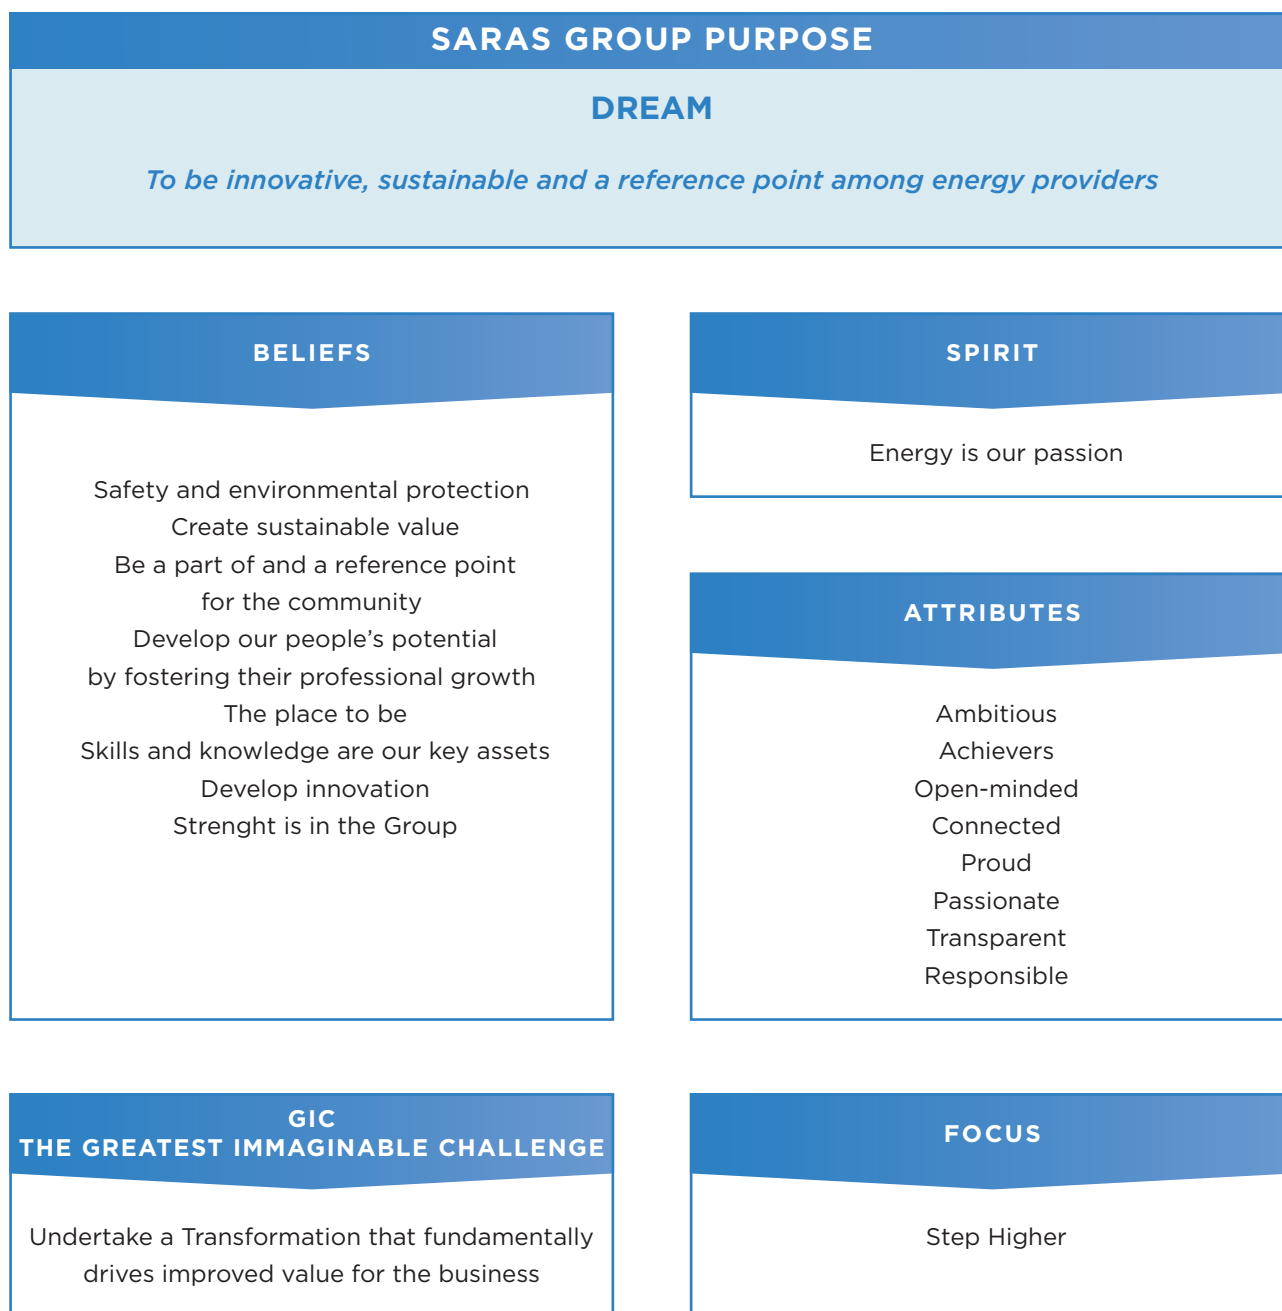 SARAS GROUP PURPOSE
DREAM
To be innovative, sustainable and a reference point among energy providers
BELIEFS
Safety and environmental protection
Create sustainable value
Be a part of and a reference point
for the community
Develop our people's potential
by fostering their professional growth
The place to be
Skills and knowledge are our key assets
Develop innovation
Strenght is in the Group
SPIRIT
Energy is our passion
ATTRIBUTES
Ambitious
Achievers
Open-minded
Connected
Proud
Passionate
Transparent
Responsible
GIC
THE GREATEST IMMAGINABLE CHALLENGE
Undertake a Transformation that fundamentally
drives improved value for the business
FOCUS
Step Higher